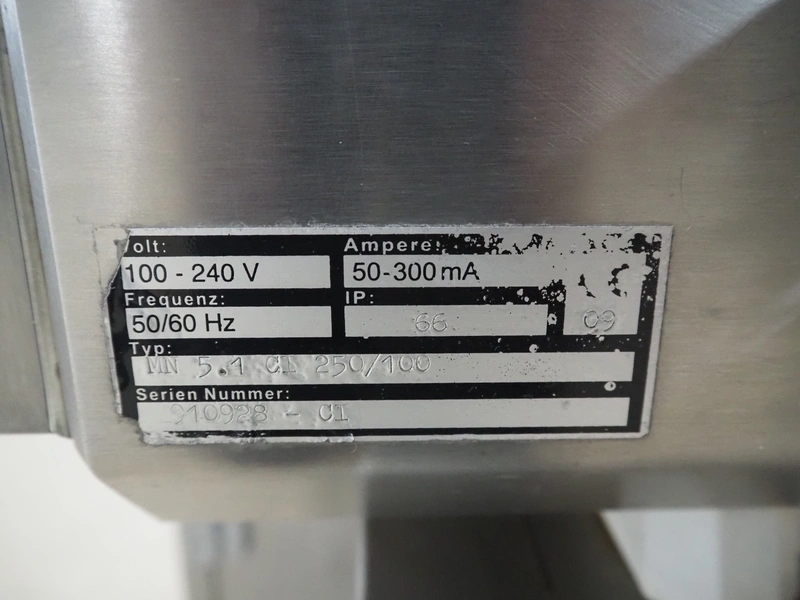 Volt: Ampere:
100 - 240 V 50-300 mA
Frequenz: IP:
50/60 Hz 66 09
Typ:
MN 5.1 CI 250/100
Serien Nummer:
910928 - CI